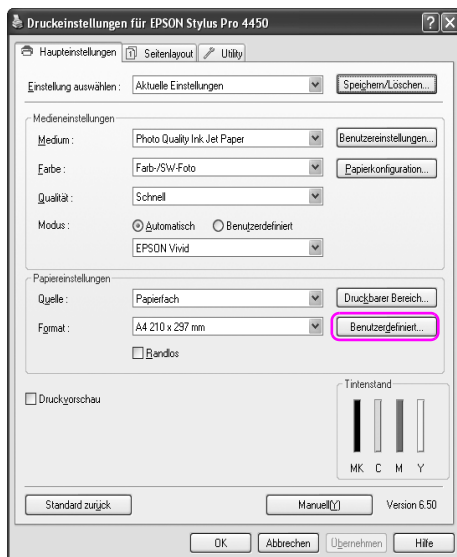 Druckeinstellungen für EPSON Stylus Pro 4450
Haupteinstellungen Seitenlayout Utility
Einstellung auswählen : Aktuelle Einstellungen Speichern/Löschen...
Medieneinstellungen
Medium : Photo Quality Ink Jet Paper Benutzereinstellungen...
Farbe : Farb-/SW-Foto Papierkonfiguration...
Qualität : Schnell
Modus : Automatisch Benutzerdefiniert
EPSON Vivid
Papiereinstellungen
Quelle : Papierfach Druckbarer Bereich...
Format : A4 210 x 297 mm Benutzerdefiniert...
Randlos
Druckvorschau
Tintenstand
MK C M Y
Standard zurück Manuell(Y) Version 6.50
OK Abbrechen Übernehmen Hilfe